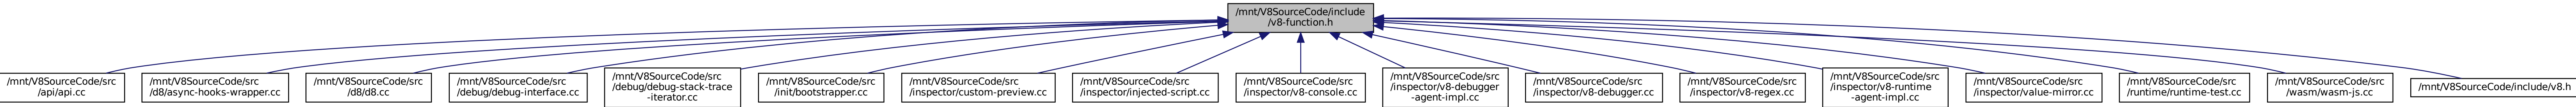 /mnt/V8SourceCode/include
/v8-function.h
/mnt/V8SourceCode/src
/api/api.cc
/mnt/V8SourceCode/src
/d8/async-hooks-wrapper.cc
/mnt/V8SourceCode/src
/d8/d8.cc
/mnt/V8SourceCode/src
/debug/debug-interface.cc
/mnt/V8SourceCode/src
/debug/debug-stack-trace
-iterator.cc
/mnt/V8SourceCode/src
/init/bootstrapper.cc
/mnt/V8SourceCode/src
/inspector/custom-preview.cc
/mnt/V8SourceCode/src
/inspector/injected-script.cc
/mnt/V8SourceCode/src
/inspector/v8-console.cc
/mnt/V8SourceCode/src
/inspector/v8-debugger
-agent-impl.cc
/mnt/V8SourceCode/src
/inspector/v8-debugger.cc
/mnt/V8SourceCode/src
/inspector/v8-regex.cc
/mnt/V8SourceCode/src
/inspector/v8-runtime
-agent-impl.cc
/mnt/V8SourceCode/src
/inspector/value-mirror.cc
/mnt/V8SourceCode/src
/runtime/runtime-test.cc
/mnt/V8SourceCode/src
/wasm/wasm-js.cc
/mnt/V8SourceCode/include/v8.h